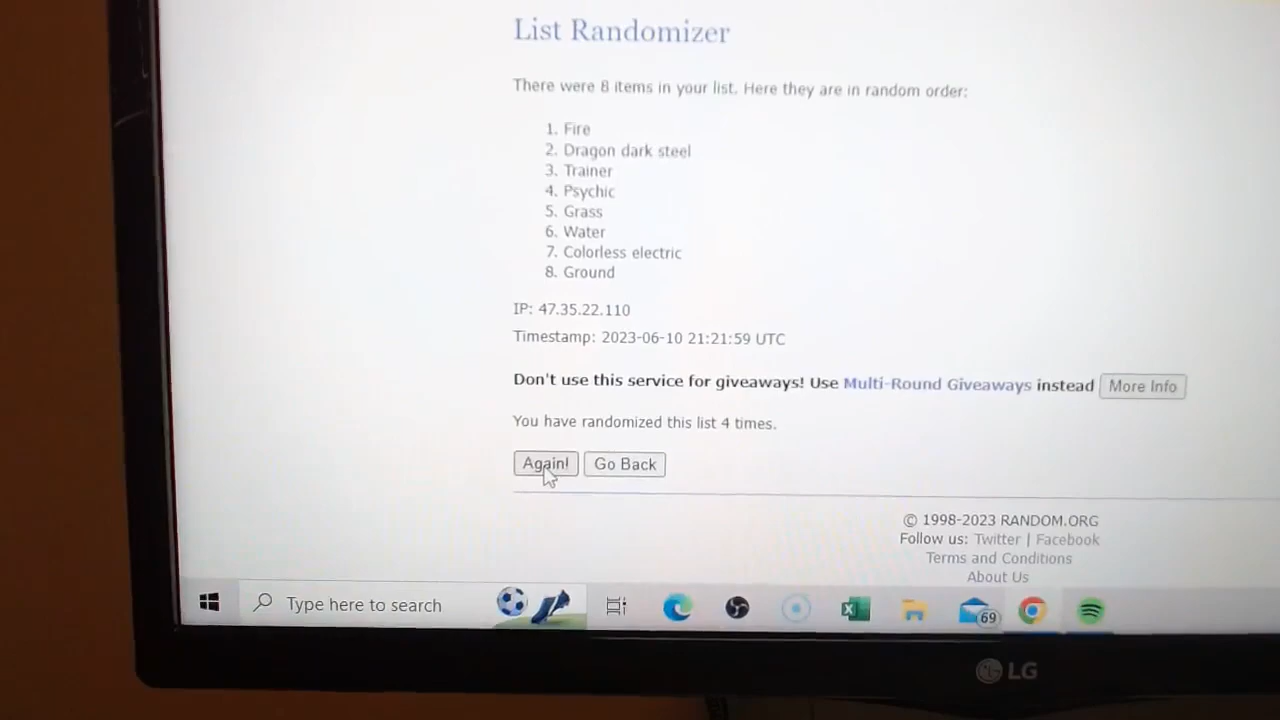 List Randomizer
There were 8 items in your list. Here they are in random order:
1. Fire
2. Dragon dark steel
3. Trainer
4. Psychic
5. Grass
6. Water
7. Colorless electric
8. Ground
IP: 47.35.22.110
Timestamp: 2023-06-10 21:21:59 UTC
Don't use this service for giveaways! Use Multi-Round Giveaways instead More Info
You have randomized this list 4 times.
Again! Go Back
© 1998-2023 RANDOM.ORG
Follow us: Twitter | Facebook
Terms and Conditions
About Us
Type here to search 69
LG